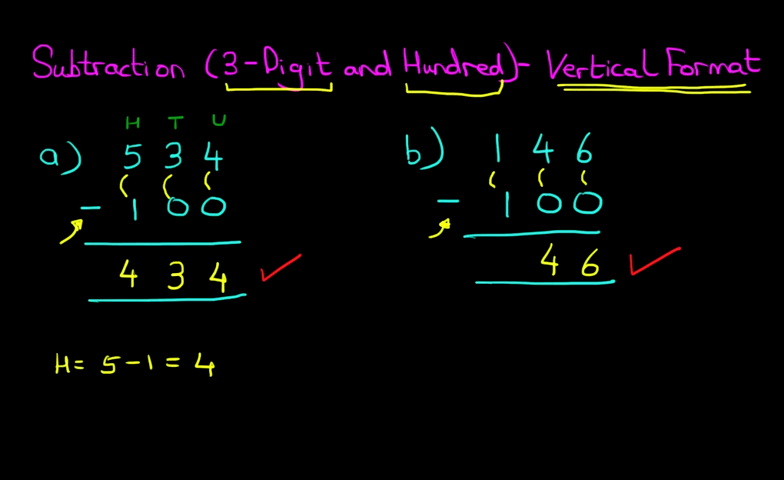 Subtraction (3-Digit and Hundred)- Vertical Format
H T U
a) 5 3 4
- 1 0 0
4 3 4
H= 5-1 = 4
b) 1 4 6
- 1 0 0
4 6